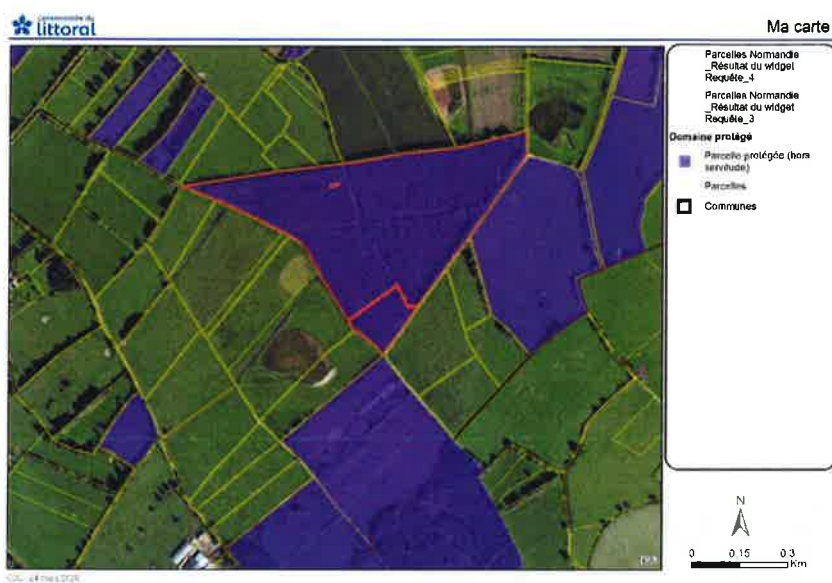 conservatoire du
littoral
Ma carte
Parcelles Normandie
_Résultat du widget
Requête_4
Parcelles Normandie
_Résultat du widget
Requête_3
Domaine protégé
Parcelle protégée (hors
servitude)
Parcelles
Communes
N
0 0.15 0.3
Km